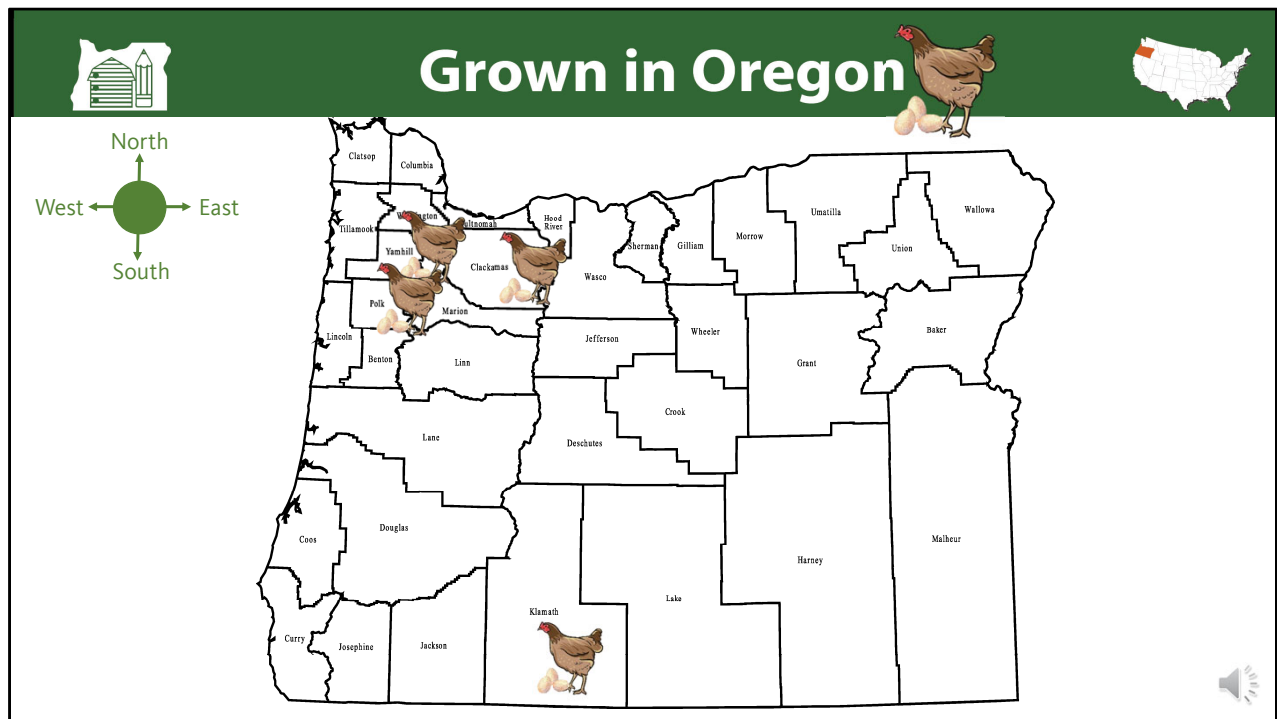 Grown in Oregon
North
West
East
South
Clatsop
Columbia
Tillamook
Hood
River
Yamhill
Clackamas
Polk
Marion
Lincoln
Benton
Linn
Wasco
Sherman
Gilliam
Morrow
Umatilla
Union
Wallowa
Jefferson
Wheeler
Grant
Baker
Crook
Lane
Deschutes
Douglas
Coos
Curry
Josephine
Jackson
Klamath
Lake
Harney
Malheur